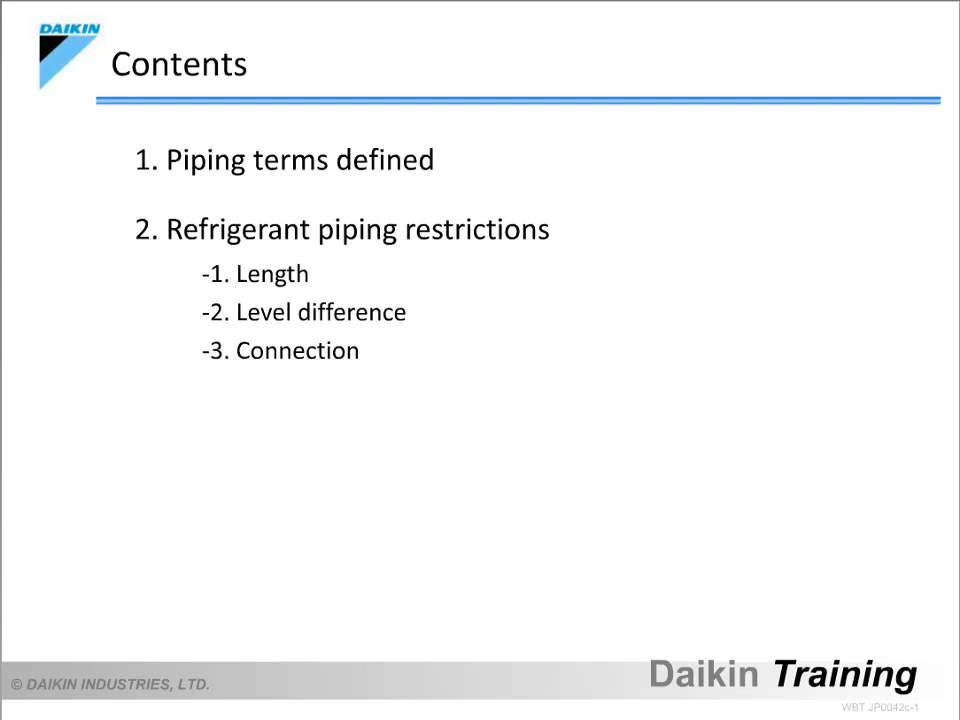 DAIKIN
Contents
1. Piping terms defined
2. Refrigerant piping restrictions
-1. Length
-2. Level difference
-3. Connection
© DAIKIN INDUSTRIES, LTD.
Daikin Training
WBT JP0042c-1